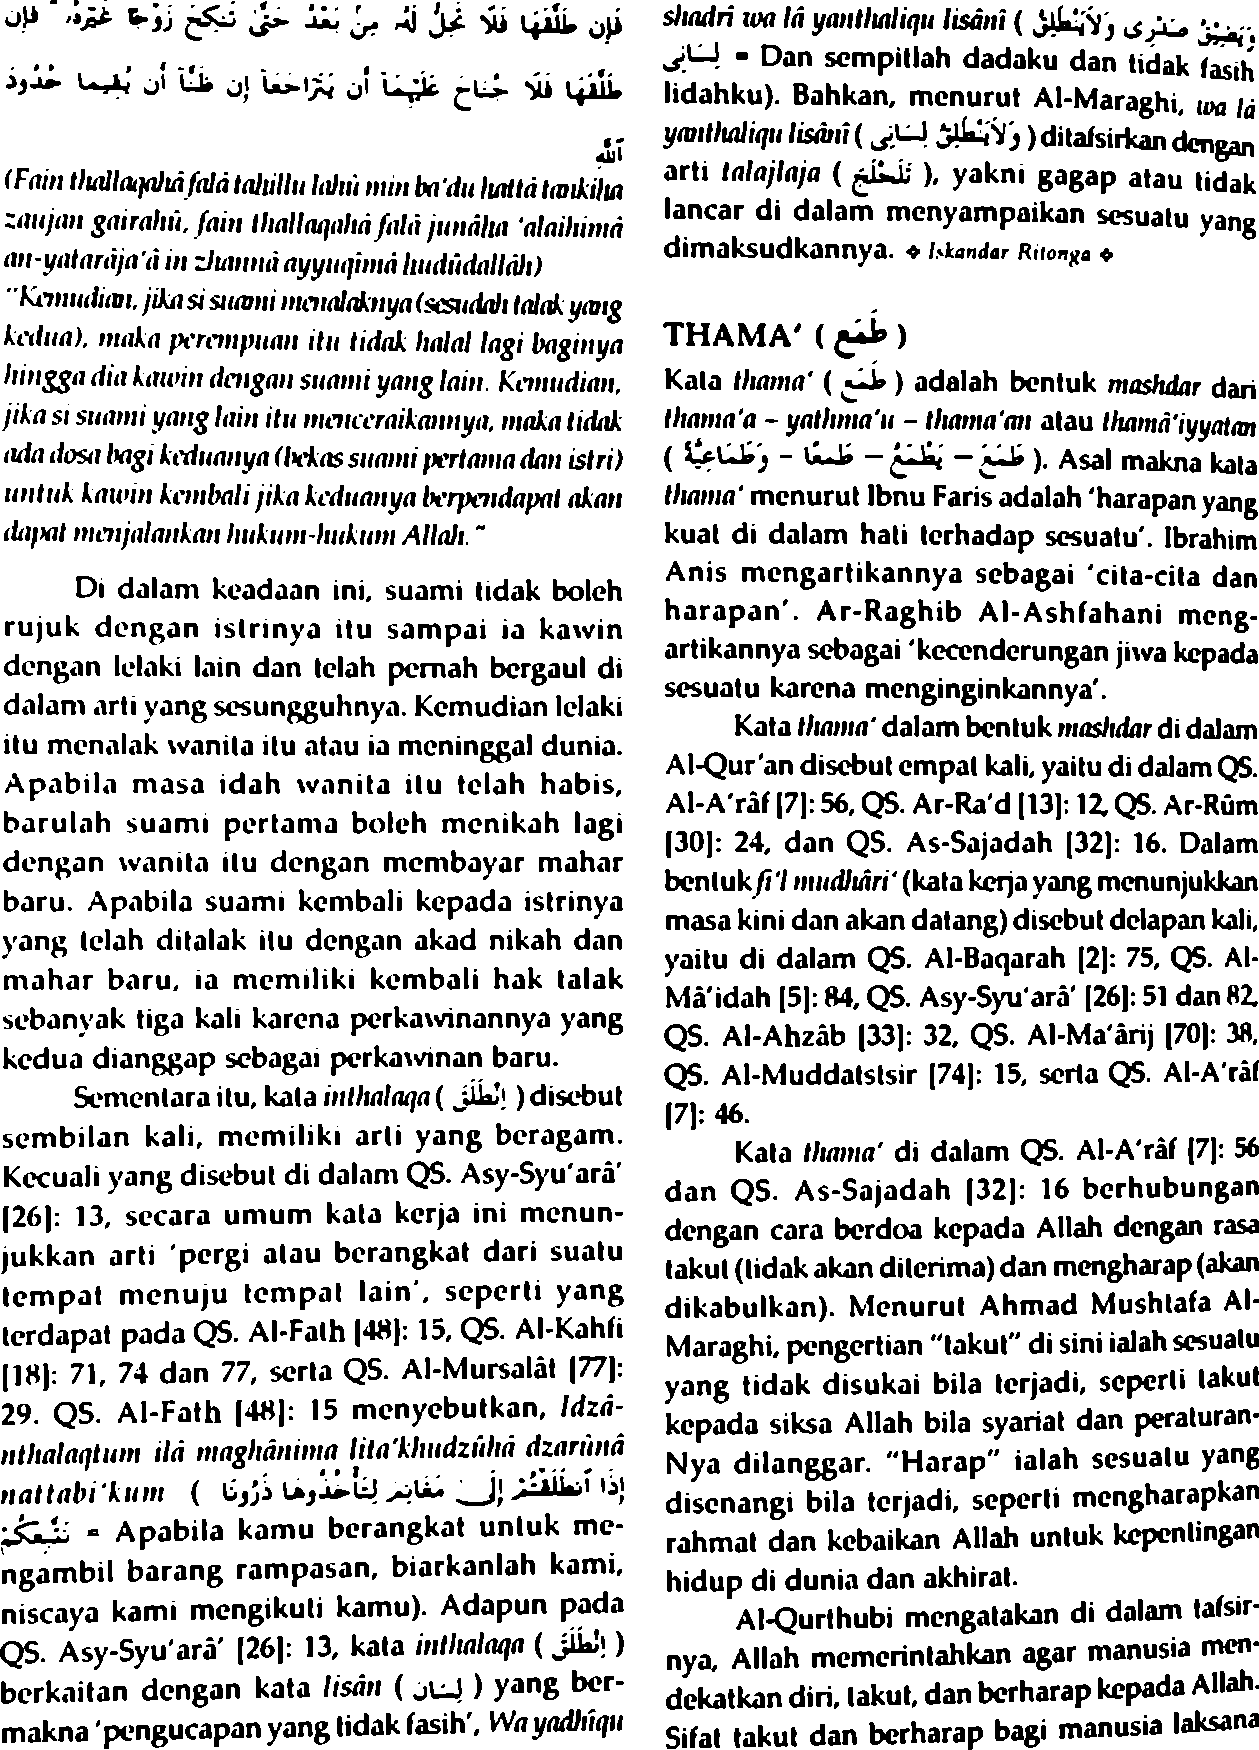 فَإِن طَلَّقَهَا فَلَا تَحِلُّ لَهُ مِنۢ بَعْدُ حَتَّىٰ تَنكِحَ زَوْجًا غَيْرَهُۥ ۗ فَإِن
طَلَّقَهَا فَلَا جُنَاحَ عَلَيْهِمَآ أَن يَتَرَاجَعَآ إِن ظَنَّآ أَن يُقِيمَا حُدُودَ
ٱللَّهِ
(Fain thallaqahâ falâ tahillu lahû min ba'du hattâ tankiha
zaujan gairahû, fain thallaqahâ falâ junâha 'alaihimâ
an-yatarâja'â in zhannâ ayyuqîmâ hudûdallâh)
"Kemudian, jika si suami menalaknya (sesudah talak yang
kedua), maka perempuan itu tidak halal lagi baginya
hingga dia kawin dengan suami yang lain. Kemudian,
jika si suami yang lain itu menceraikannya, maka tidak
ada dosa bagi keduanya (bekas suami pertama dan istri)
untuk kawin kembali jika keduanya berpendapat akan
dapat menjalankan hukum-hukum Allah."
Di dalam keadaan ini, suami tidak boleh
rujuk dengan istrinya itu sampai ia kawin
dengan lelaki lain dan telah pernah bergaul di
dalam arti yang sesungguhnya. Kemudian lelaki
itu menalak wanita itu atau ia meninggal dunia.
Apabila masa idah wanita itu telah habis,
barulah suami pertama boleh menikah lagi
dengan wanita itu dengan membayar mahar
baru. Apabila suami kembali kepada istrinya
yang telah ditalak itu dengan akad nikah dan
mahar baru, ia memiliki kembali hak talak
sebanyak tiga kali karena perkawinannya yang
kedua dianggap sebagai perkawinan baru.
Sementara itu, kata inthalaqa ( إِنْطَلَقَ ) disebut
sembilan kali, memiliki arti yang beragam.
Kecuali yang disebut di dalam QS. Asy-Syu'arâ'
[26]: 13, secara umum kata kerja ini menun-
jukkan arti 'pergi atau berangkat dari suatu
tempat menuju tempat lain', seperti yang
terdapat pada QS. Al-Fath [48]: 15, QS. Al-Kahfi
[18]: 71, 74 dan 77, serta QS. Al-Mursalât [77]:
29. QS. Al-Fath [48]: 15 menyebutkan, Idzâ-
nthalaqtum ilâ maghânima lita'khudzûhâ dzarûnâ
nattabi'kum ( إِذَا ٱنطَلَقْتُمْ إِلَىٰ مَغَانِمَ لِتَأْخُذُوهَا ذَرُونَا
نَتَّبِعْكُمْ = Apabila kamu berangkat untuk me-
ngambil barang rampasan, biarkanlah kami,
niscaya kami mengikuti kamu). Adapun pada
QS. Asy-Syu'arâ' [26]: 13, kata inthalaqa ( إِنْطَلَقَ )
berkaitan dengan kata lisân ( لِسَان ) yang ber-
makna 'pengucapan yang tidak fasih', Wa yadhîqu
shadrî wa lâ yanthaliqu lisânî ( وَيَضِيقُ صَدْرِى وَلَا يَنطَلِقُ
لِسَانِى = Dan sempitlah dadaku dan tidak fasih
lidahku). Bahkan, menurut Al-Maraghi, wa lâ
yanthaliqu lisânî ( وَلَا يَنْطَلِقُ لِسَانِى ) ditafsirkan dengan
arti talajlaja ( تَلَجْلَجَ ), yakni gagap atau tidak
lancar di dalam menyampaikan sesuatu yang
dimaksudkannya. ❖ Iskandar Ritonga ❖
THAMA' ( طَمَع )
Kata thama' ( طَمَع ) adalah bentuk mashdar dari
thama'a – yathma'u – thama'an atau thamâ'iyyatan
( طَمَعَ – يَطْمَعُ – طَمَعًا – وَطَمَاعِيَّةً ). Asal makna kata
thama' menurut Ibnu Faris adalah 'harapan yang
kuat di dalam hati terhadap sesuatu'. Ibrahim
Anis mengartikannya sebagai 'cita-cita dan
harapan'. Ar-Raghib Al-Ashfahani meng-
artikannya sebagai 'kecenderungan jiwa kepada
sesuatu karena menginginkannya'.
Kata thama' dalam bentuk mashdar di dalam
Al-Qur'an disebut empat kali, yaitu di dalam QS.
Al-A'râf [7]: 56, QS. Ar-Ra'd [13]: 12, QS. Ar-Rûm
[30]: 24, dan QS. As-Sajadah [32]: 16. Dalam
bentuk fi'l mudhâri' (kata kerja yang menunjukkan
masa kini dan akan datang) disebut delapan kali,
yaitu di dalam QS. Al-Baqarah [2]: 75, QS. Al-
Mâ'idah [5]: 84, QS. Asy-Syu'arâ' [26]: 51 dan 82,
QS. Al-Ahzâb [33]: 32, QS. Al-Ma'ârij [70]: 38,
QS. Al-Muddatstsir [74]: 15, serta QS. Al-A'râf
[7]: 46.
Kata thama' di dalam QS. Al-A'râf [7]: 56
dan QS. As-Sajadah [32]: 16 berhubungan
dengan cara berdoa kepada Allah dengan rasa
takut (tidak akan diterima) dan mengharap (akan
dikabulkan). Menurut Ahmad Mushtafa Al-
Maraghi, pengertian "takut" di sini ialah sesuatu
yang tidak disukai bila terjadi, seperti takut
kepada siksa Allah bila syariat dan peraturan-
Nya dilanggar. "Harap" ialah sesuatu yang
disenangi bila terjadi, seperti mengharapkan
rahmat dan kebaikan Allah untuk kepentingan
hidup di dunia dan akhirat.
Al-Qurthubi mengatakan di dalam tafsir-
nya, Allah memerintahkan agar manusia men-
dekatkan diri, takut, dan berharap kepada Allah.
Sifat takut dan berharap bagi manusia laksana